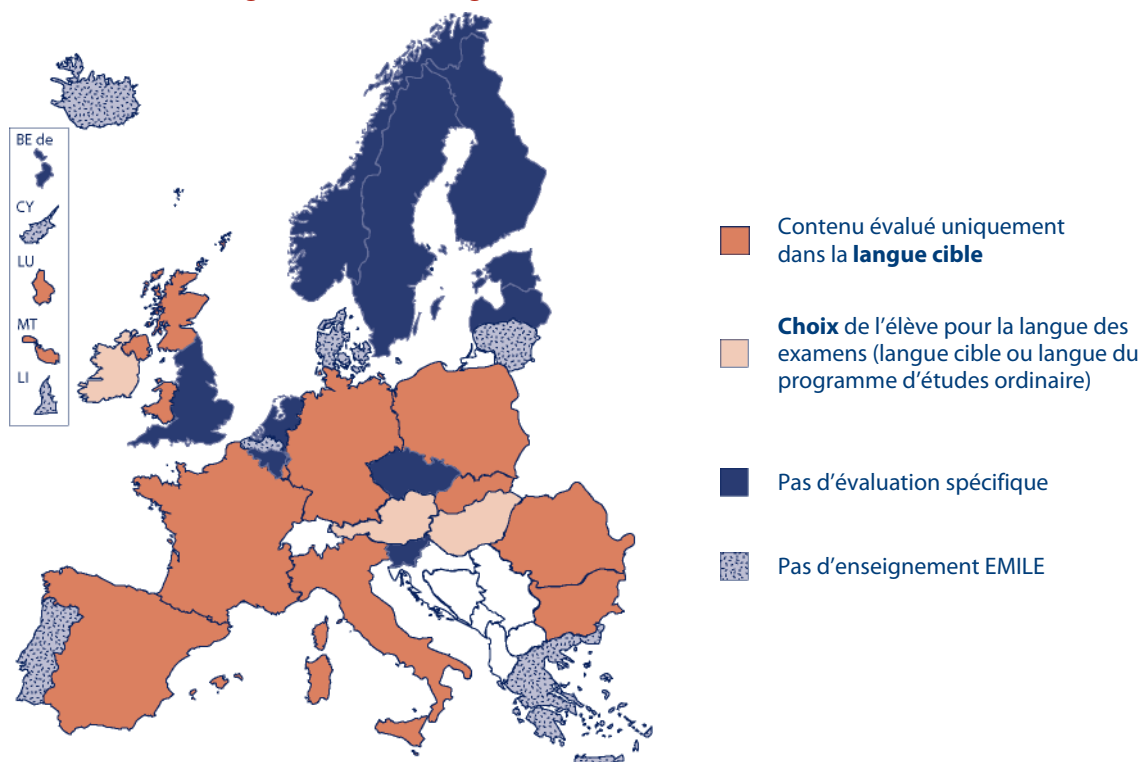 BE de
CY
LU
MT
LI
Contenu évalué uniquement
dans la langue cible
Choix de l'élève pour la langue des
examens (langue cible ou langue du
programme d'études ordinaire)
Pas d'évaluation spécifique
Pas d'enseignement EMILE